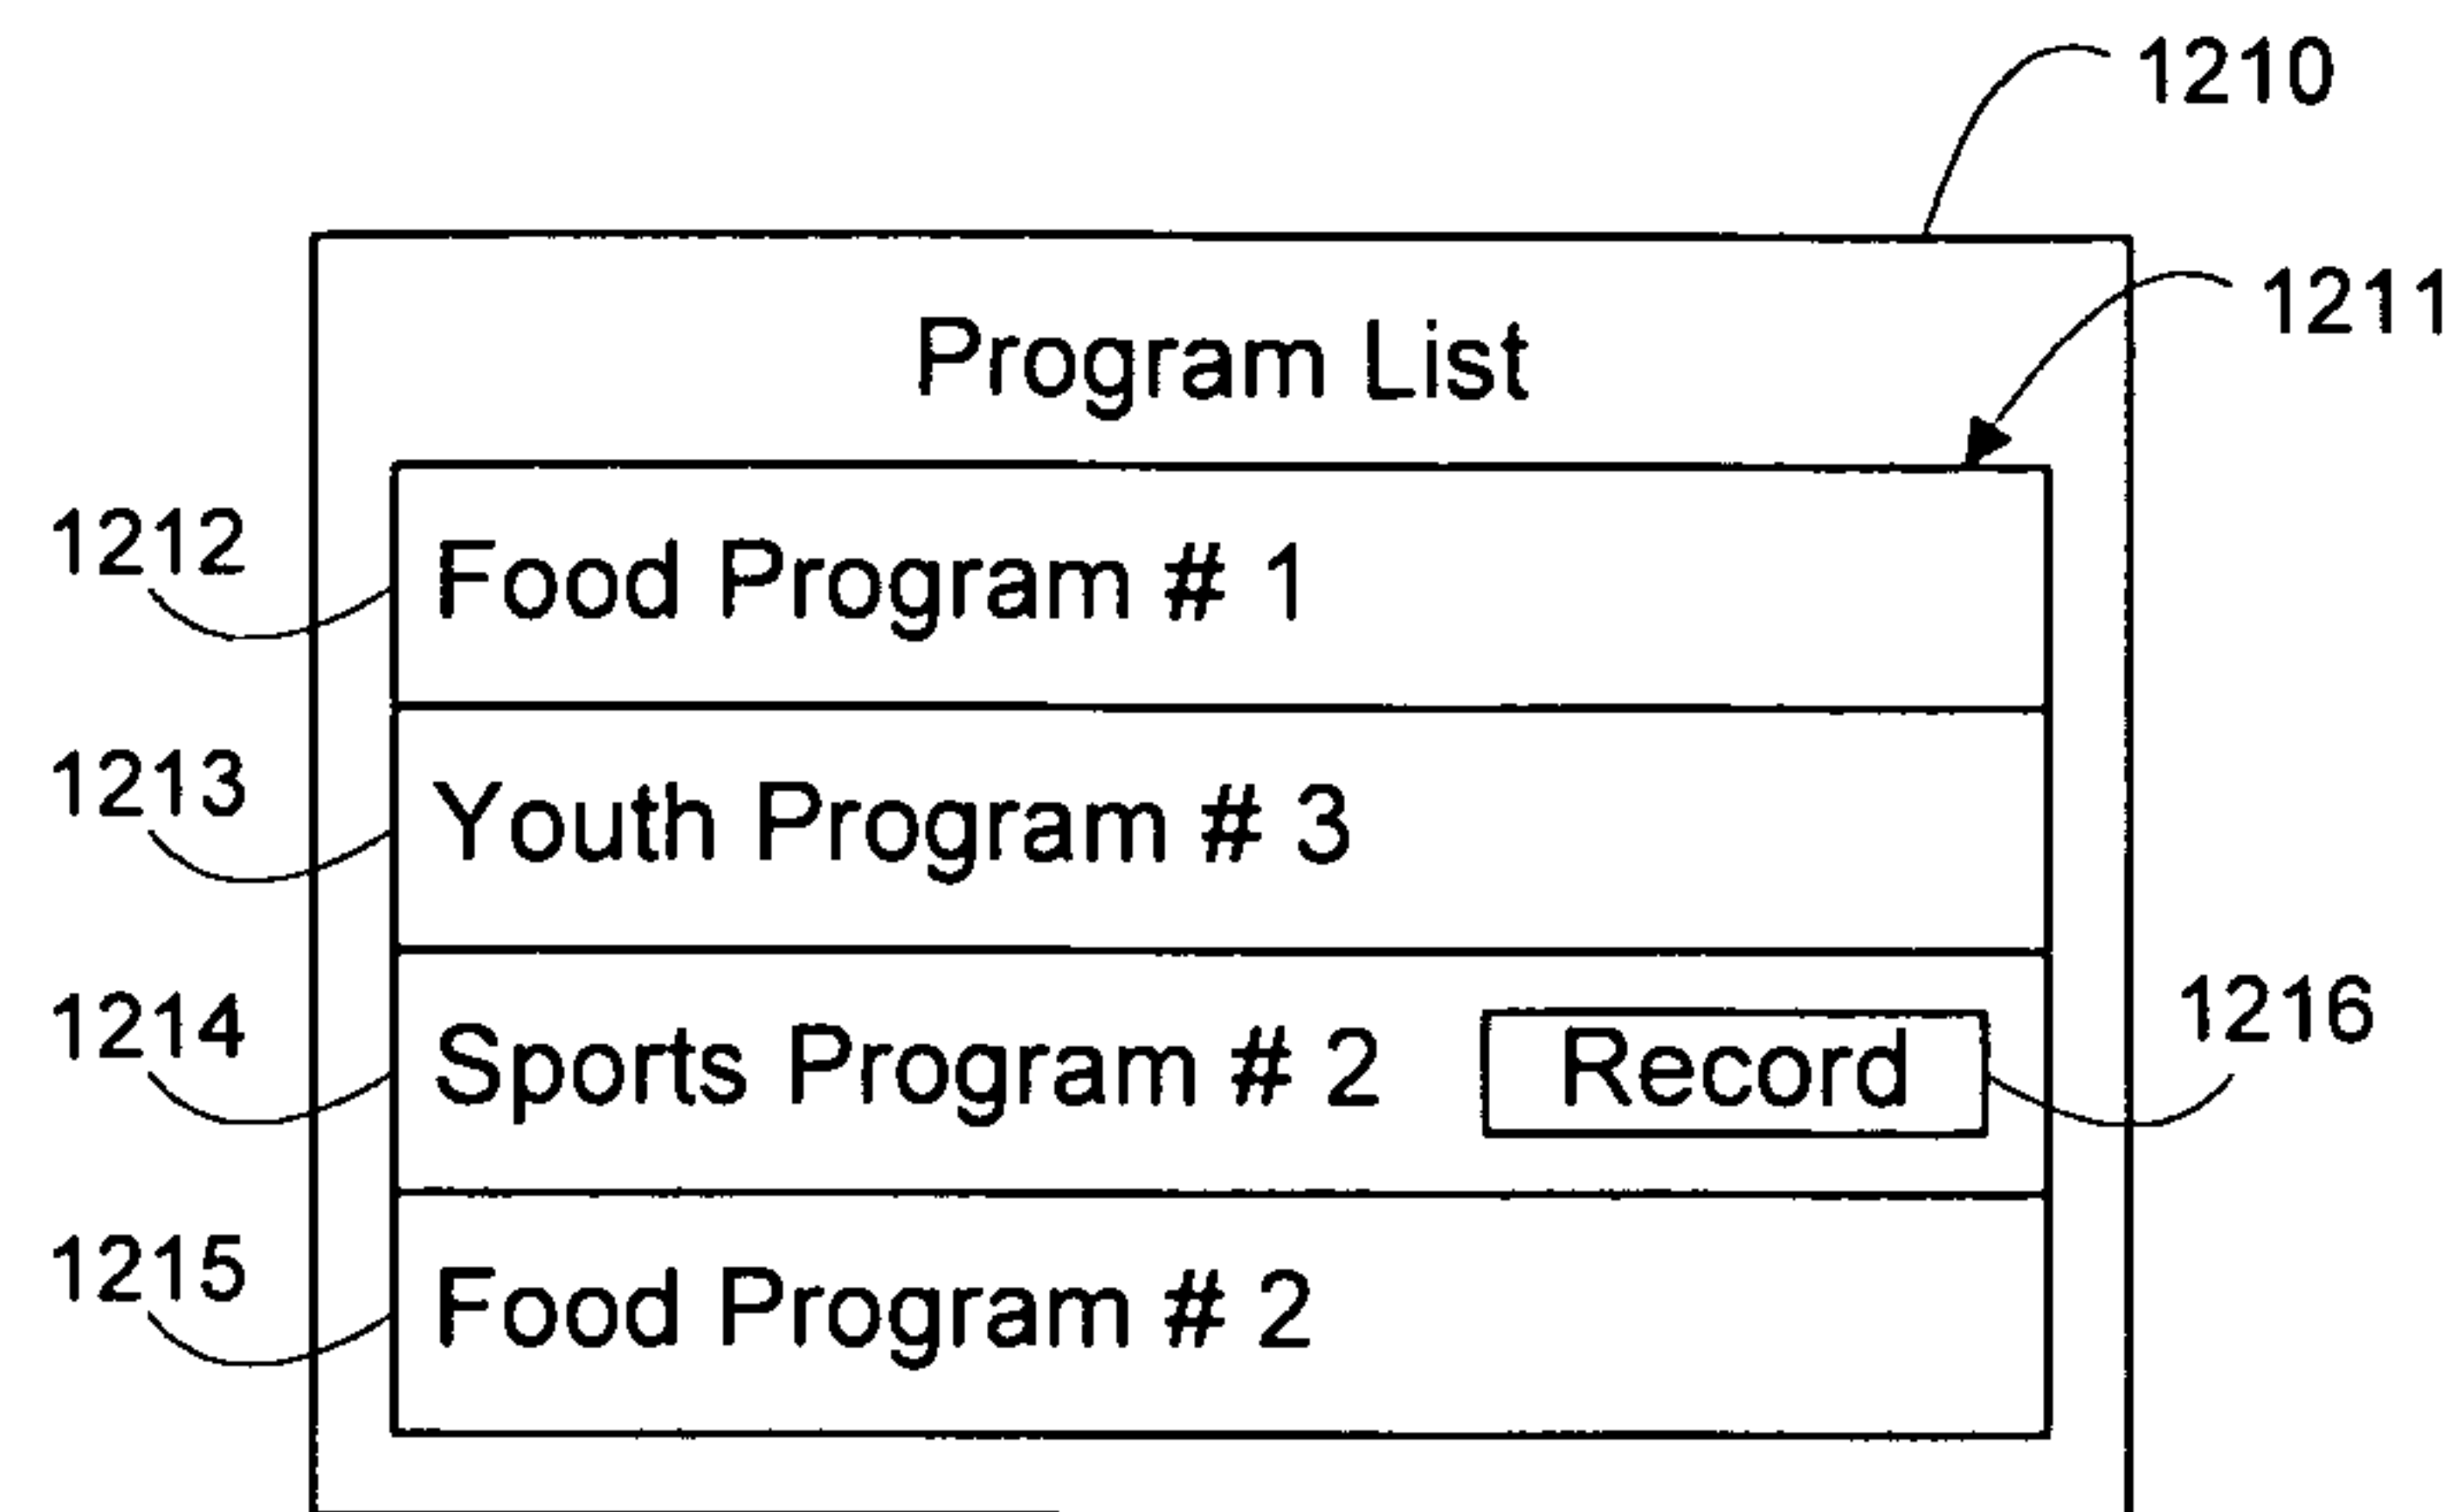 1210
1211
Program List
1212
Food Program # 1
1213
Youth Program # 3
1214
Sports Program # 2
Record
1216
1215
Food Program # 2